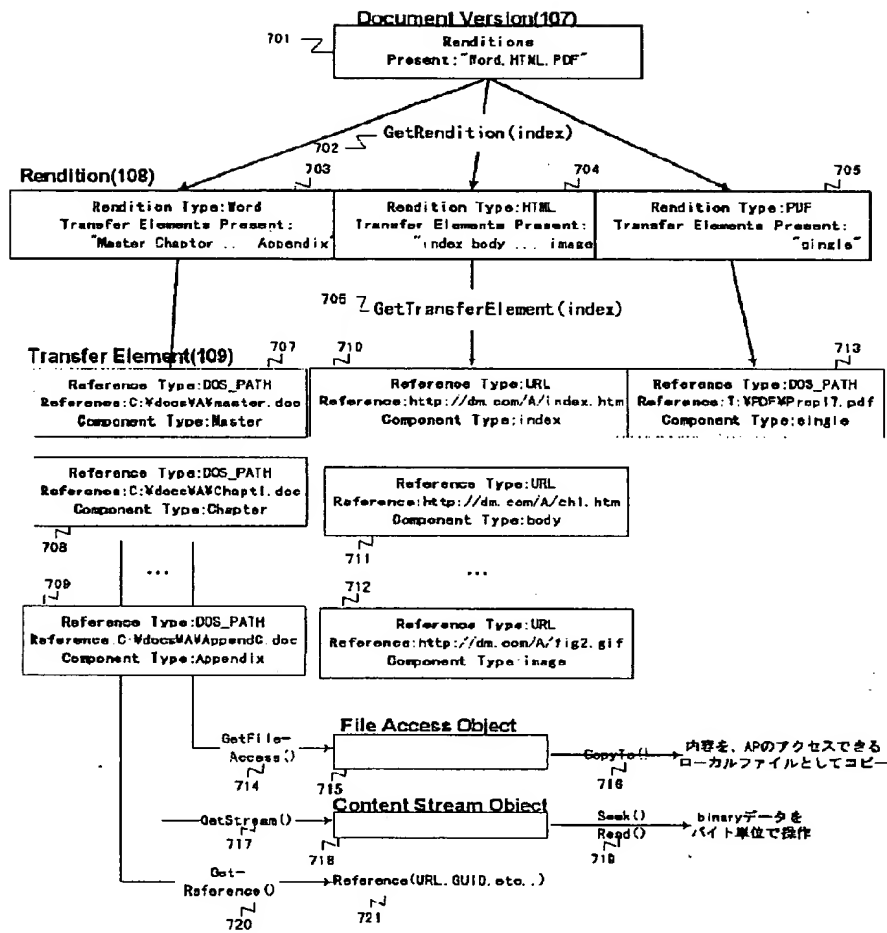 Document Version(107)
701
Renditions
Present:"Word,HTML,PDF"
702
GetRendition(index)
Rendition(108)
703
704
705
Rendition Type:Word
Transfer Elements Present:
"Master Chaptor ... Appendix"
Rendition Type:HTML
Transfer Elements Present:
"index body ... image
Rendition Type:PDF
Transfer Elements Present:
"single"
706
GetTransferElement(index)
Transfer Element(109)
707
710
713
Reference Type:DOS_PATH
Reference:C:¥docs¥A¥master.doc
Component Type:Master
Reference Type:URL
Reference:http://dm.com/A/index.htm
Component Type:index
Reference Type:DOS_PATH
Reference:T:¥PDF¥Prop17.pdf
Component Type:single
Reference Type:DOS_PATH
Reference:C:¥docs¥A¥Chapt1.doc
Component Type:Chapter
Reference Type:URL
Reference:http://dm.com/A/ch1.htm
Component Type:body
708
711
...
...
709
712
Reference Type:DOS_PATH
Reference:C:¥docs¥A¥AppendC.doc
Component Type:Appendix
Reference Type:URL
Reference:http://dm.com/A/fig2.gif
Component Type:image
File Access Object
GetFile-
Access()
714
715
CopyTo()
716
内容を、APのアクセスできる
ローカルファイルとしてコピー
Content Stream Object
GetStream()
717
718
Seek()
Read()
719
binaryデータを
バイト単位で操作
Get-
Reference()
720
Reference(URL,GUID,etc..)
721